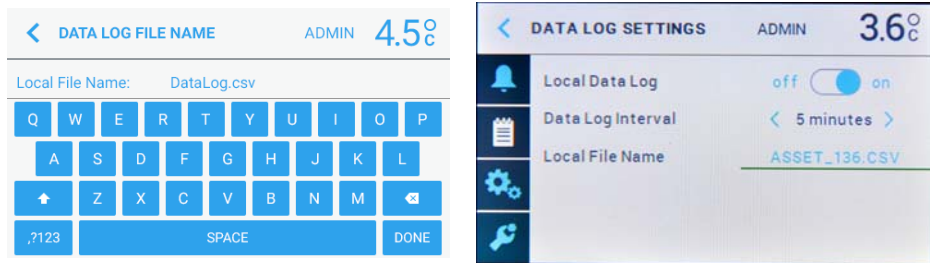 DATA LOG FILE NAME ADMIN 4.5°C
Local File Name: DataLog.csv
Q W E R T Y U I O P
A S D F G H J K L
Z X C V B N M
,?123 SPACE DONE
DATA LOG SETTINGS ADMIN 3.6°C
Local Data Log off on
Data Log Interval < 5 minutes >
Local File Name ASSET_136.CSV